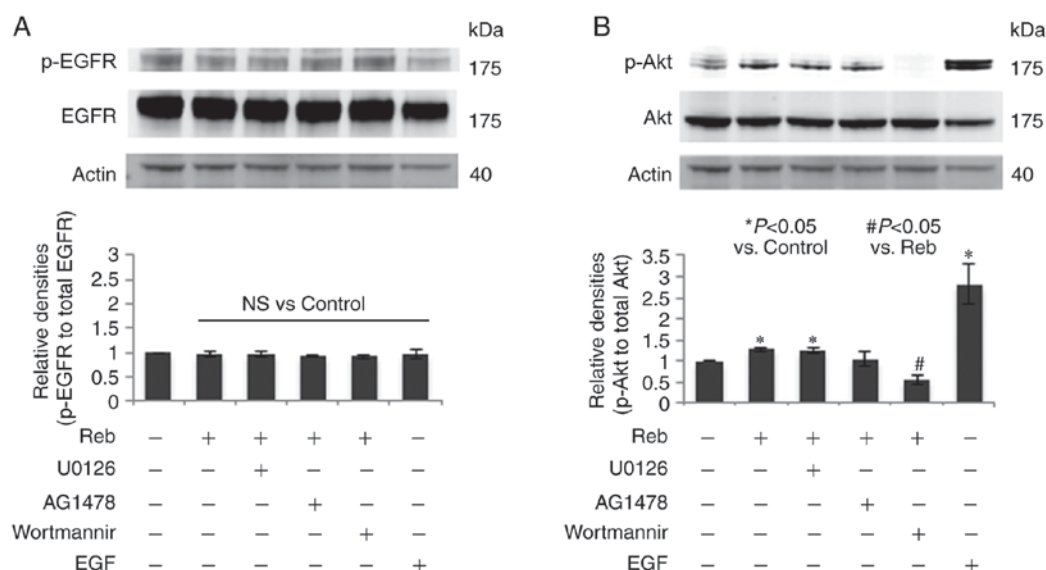 A
kDa
p-EGFR
175
EGFR
175
Actin
40
Relative densities
(p-EGFR to total EGFR)
3
2.5
2
1.5
1
0.5
0
NS vs Control
Reb – + + + + –
U0126 – – + – – –
AG1478 – – – + – –
Wortmannir – – – – + –
EGF – – – – – +
B
kDa
p-Akt
175
Akt
175
Actin
40
*P<0.05
vs. Control
#P<0.05
vs. Reb
Relative densities
(p-Akt to total Akt)
3.5
3
2.5
2
1.5
1
0.5
0
* * # *
Reb – + + + + –
U0126 – – + – – –
AG1478 – – – + – –
Wortmannir – – – – + –
EGF – – – – – +